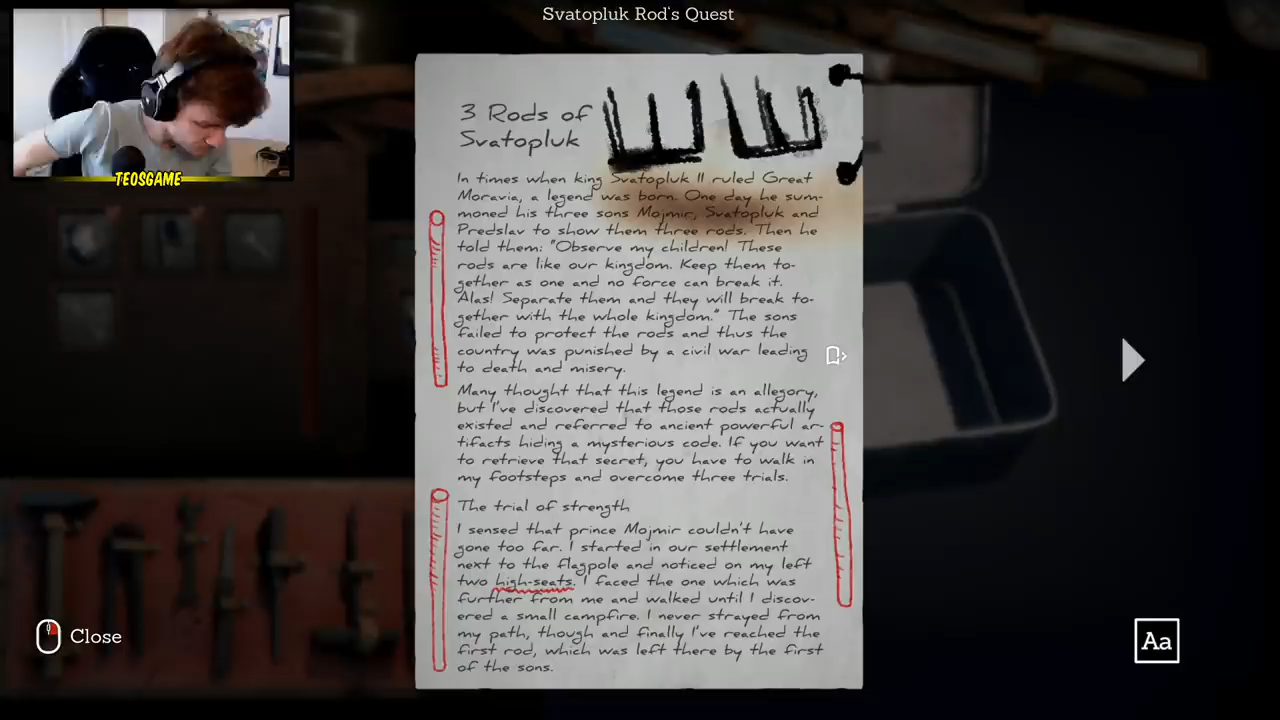 Svatopluk Rod's Quest
TEOSGAME
3 Rods of
Svatopluk
In times when king Svatopluk II ruled Great
Moravia, a legend was born. One day he sum-
moned his three sons Mojmir, Svatopluk and
Predslav to show them three rods. Then he
told them: "Observe my children! These
rods are like our kingdom. Keep them to-
gether as one and no force can break it.
Alas! Separate them and they will break to-
gether with the whole kingdom." The sons
failed to protect the rods and thus the
country was punished by a civil war leading
to death and misery.
Many thought that this legend is an allegory,
but I've discovered that those rods actually
existed and referred to ancient powerful ar-
tifacts hiding a mysterious code. If you want
to retrieve that secret, you have to walk in
my footsteps and overcome three trials.
The trial of strength
I sensed that prince Mojmir couldn't have
gone too far. I started in our settlement
next to the flagpole and noticed on my left
two high-seats. I faced the one which was
further from me and walked until I discov-
ered a small campfire. I never strayed from
my path, though and finally I've reached the
first rod, which was left there by the first
of the sons.
Close
Aa